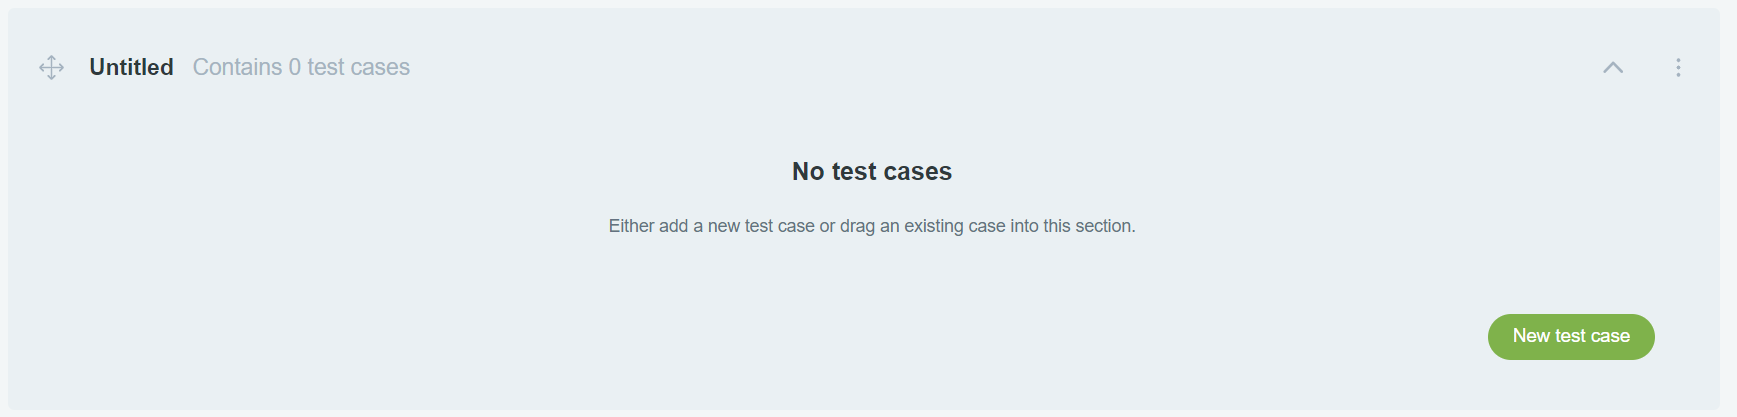 Untitled Contains 0 test cases
No test cases
Either add a new test case or drag an existing case into this section.
New test case